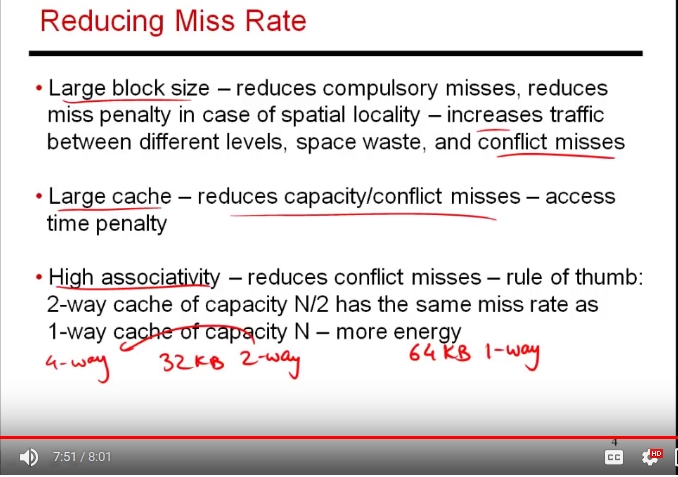 Reducing Miss Rate
• Large block size – reduces compulsory misses, reduces
miss penalty in case of spatial locality – increases traffic
between different levels, space waste, and conflict misses
• Large cache – reduces capacity/conflict misses – access
time penalty
• High associativity – reduces conflict misses – rule of thumb:
2-way cache of capacity N/2 has the same miss rate as
1-way cache of capacity N – more energy
4-way 32KB 2-way 64KB 1-way
4
7:51 / 8:01 CC HD